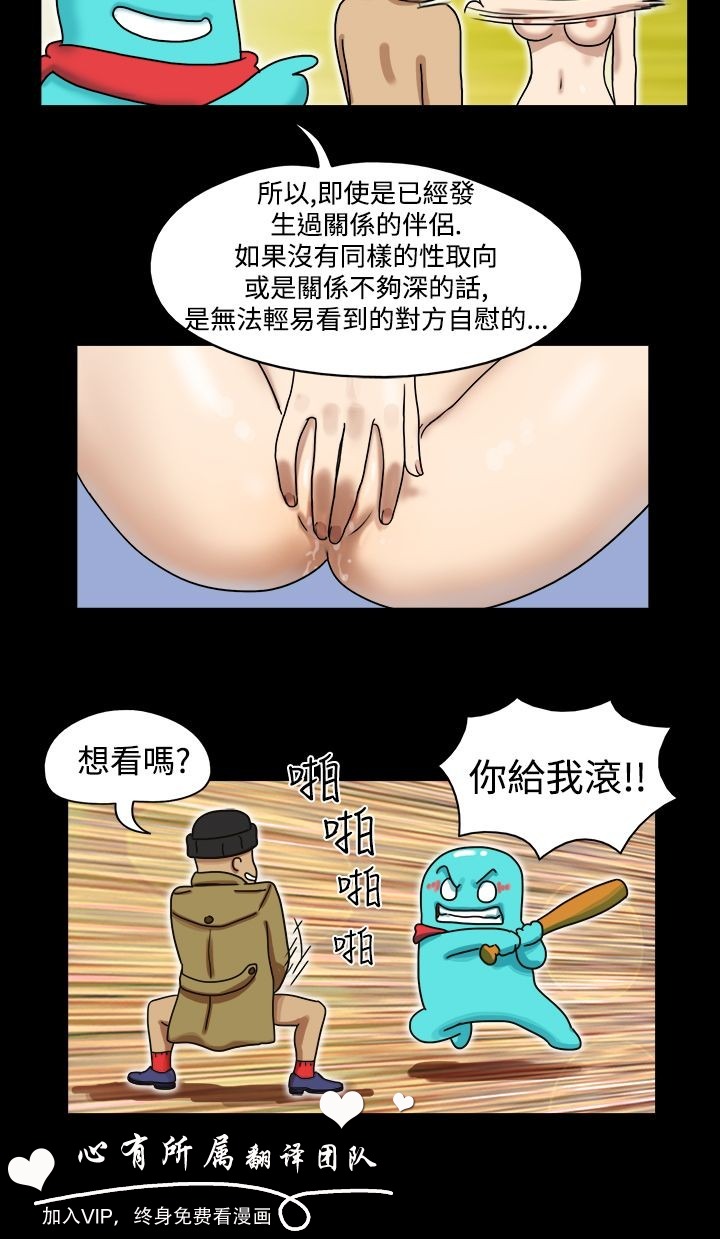 所以,即使是已經發
生過關係的伴侶.
如果沒有同樣的性取向
或是關係不夠深的話,
是無法輕易看到的對方自慰的...
想看嗎?
啪
啪
啪
啪
你給我滾!!
心有所属翻译团队
加入VIP，终身免费看漫画